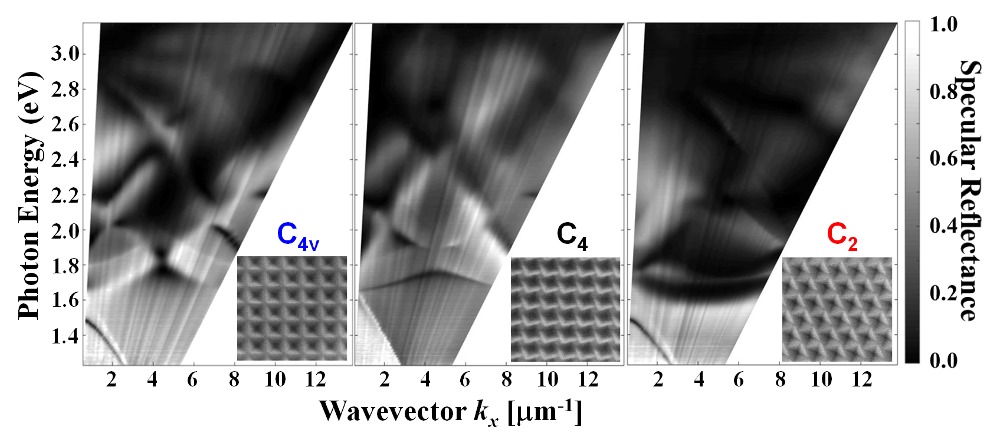 Photon Energy (eV)
3.0
2.8
2.6
2.4
2.2
2.0
1.8
1.6
1.4
C4v
C4
C2
2 4 6 8 10 12
2 4 6 8 10 12
2 4 6 8 10 12
Wavevector kx [μm-1]
1.0
0.8
0.6
0.4
0.2
0.0
Specular Reflectance